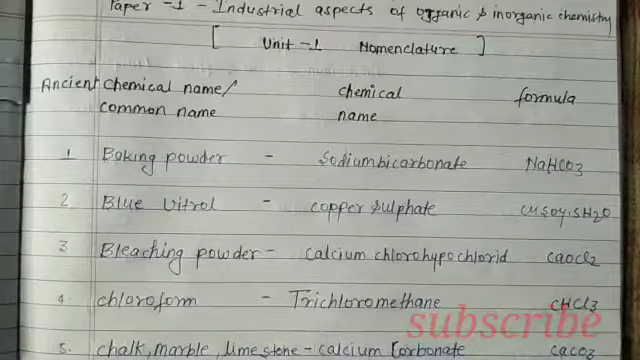 Paper -1 - Industrial aspects of organic & inorganic chemistry
[ Unit -1 Nomenclature ]
Ancient chemical name/ chemical formula
common name name
1 Baking powder - Sodiumbicarbonate NaHCO3
2 Blue vitrol - copper sulphate CuSO4.5H2O
3 Bleaching powder - calcium chlorohypochlorid CaOCl2
4. chloroform - Trichloromethane CHCl3
subscribe
5. chalk, marble, lime stone - calcium Carbonate CaCO3